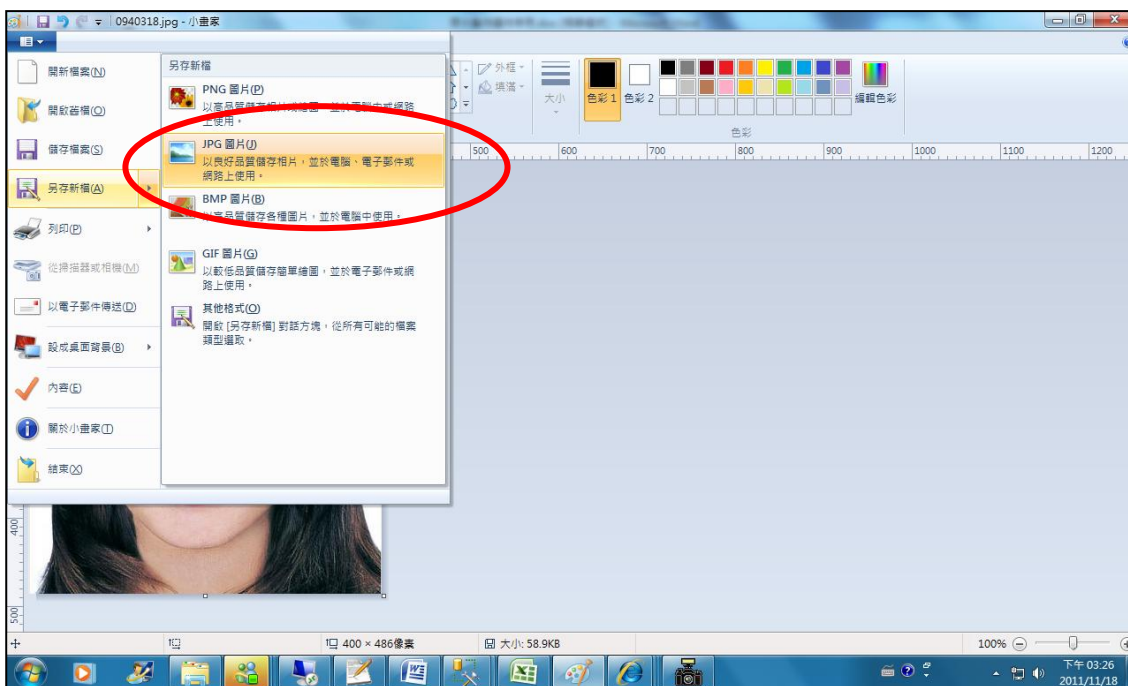 0940318.jpg - 小畫家
開新檔案(N)
開啟舊檔(O)
儲存檔案(S)
另存新檔(A)
列印(P)
從掃描器或相機(M)
以電子郵件傳送(D)
設成桌面背景(B)
內容(E)
關於小畫家(T)
結束(X)
另存新檔
PNG 圖片(P)
以高品質儲存相片或繪圖，並於電腦中或網路
上使用。
JPG 圖片(J)
以良好品質儲存相片，並於電腦、電子郵件或
網路上使用。
BMP 圖片(B)
以高品質儲存各種圖片，並於電腦中使用。
GIF 圖片(G)
以較低品質儲存簡單繪圖，並於電子郵件或網
路上使用。
其他格式(O)
開啟 [另存新檔] 對話方塊，從所有可能的檔案
類型選取。
外框
填滿
大小
色彩 1
色彩 2
編輯色彩
色彩
500 600 700 800 900 1000 1100 1200
400
500
400 × 486像素
大小: 58.9KB
100%
下午 03:26
2011/11/18